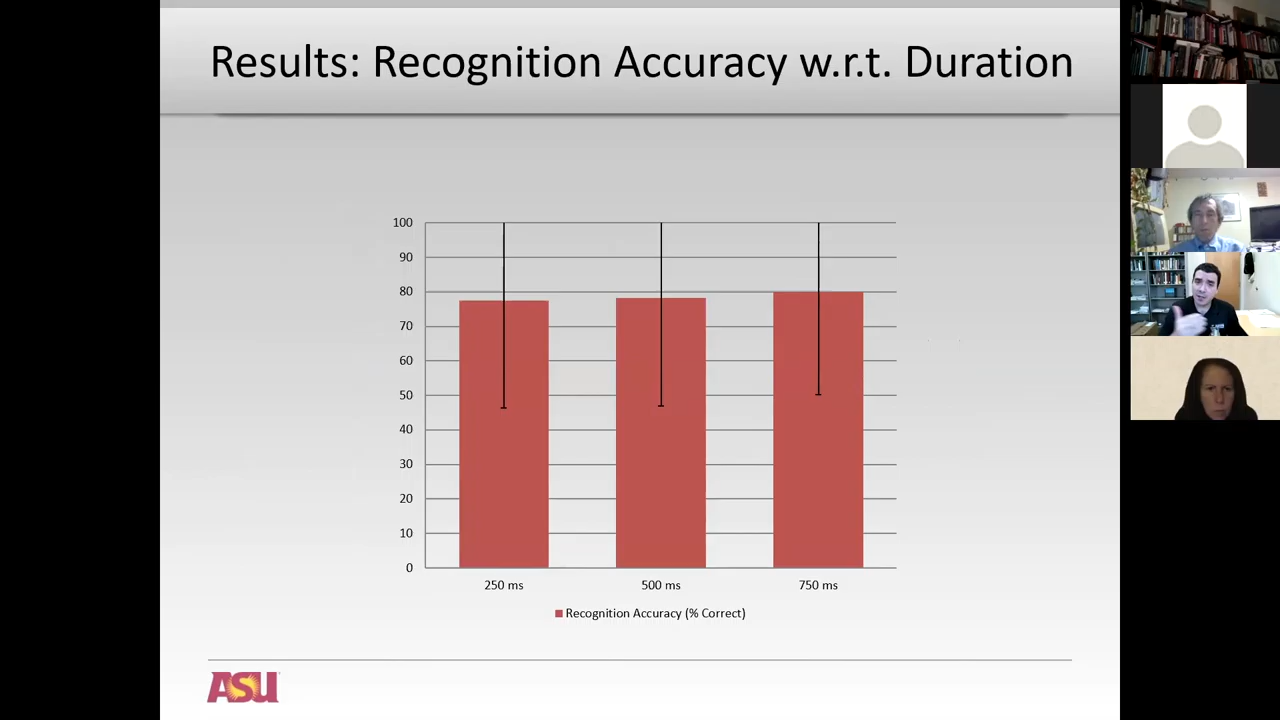 Results: Recognition Accuracy w.r.t. Duration
100
90
80
70
60
50
40
30
20
10
0
250 ms
500 ms
750 ms
Recognition Accuracy (% Correct)
ASU